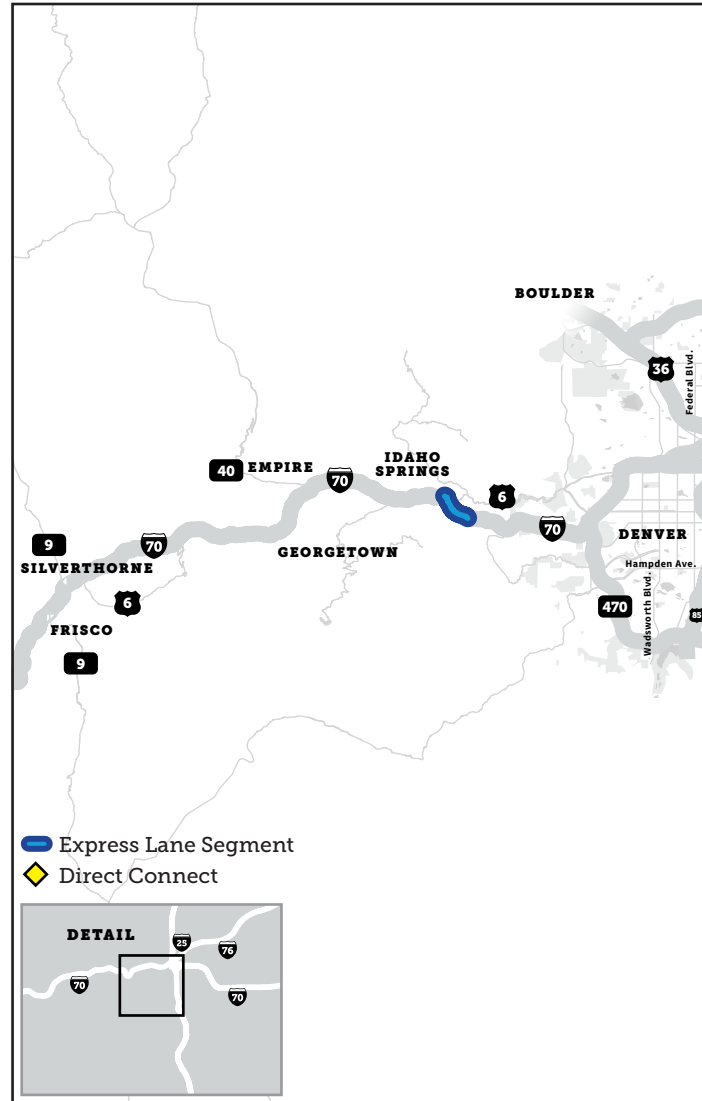 BOULDER
36
Federal Blvd.
IDAHO
SPRINGS
40
EMPIRE
70
6
9
70
SILVERTHORNE
GEORGETOWN
70
DENVER
Hampden Ave.
6
470
Wadsworth Blvd.
85
FRISCO
9
Express Lane Segment
Direct Connect
DETAIL
25
76
70
70